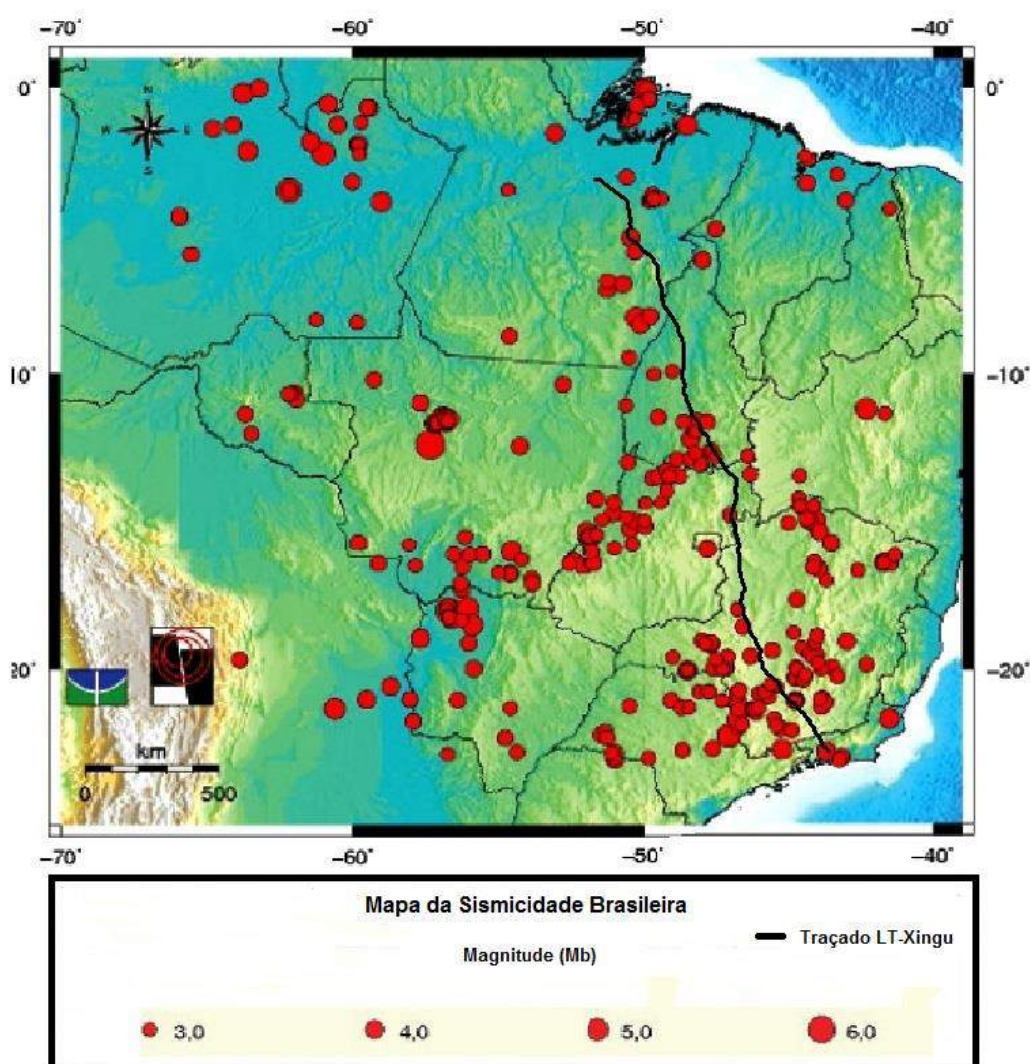 −70° −60° −50° −40°
0° 0°
N
W E
S
−10° −10°
−20° −20°
km
0 500
−70° −60° −50° −40°
Mapa da Sismicidade Brasileira
Traçado LT-Xingu
Magnitude (Mb)
3,0 4,0 5,0 6,0